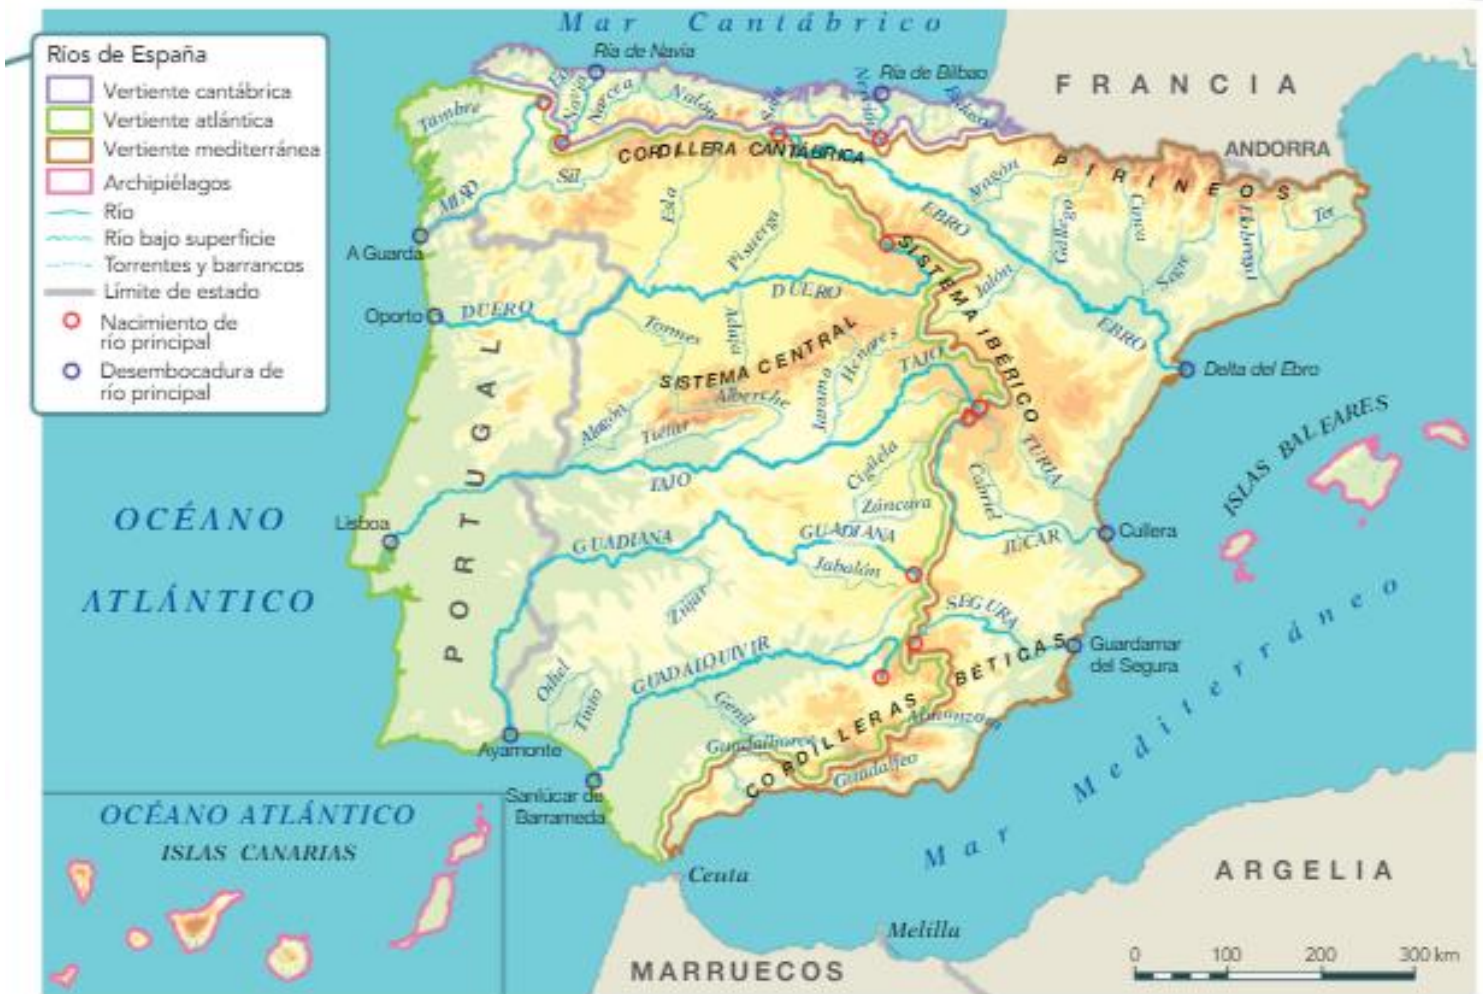 Mar Cantábrico
Ríos de España
Vertiente cantábrica
Vertiente atlántica
Vertiente mediterránea
Archipiélagos
Río
Río bajo superficie
Torrentes y barrancos
Límite de estado
Nacimiento de
río principal
Desembocadura de
río principal
Ría de Navia
Ría de Bilbao
FRANCIA
ANDORRA
Eo
Navia
Narcea
Nalón
Sella
Nervión
Bidasoa
Tambre
CORDILLERA CANTÁBRICA
PIRINEOS
MIÑO
Sil
Esla
Pisuerga
EBRO
Aragón
Gállego
Cinca
Segre
Llobregat
Ter
A Guarda
SISTEMA IBÉRICO
Jalón
Oporto
DUERO
DUERO
EBRO
Tormes
Adaja
SISTEMA CENTRAL
Henares
TAJO
Jarama
Delta del Ebro
Alberche
Alagón
Tiétar
ISLAS BALEARES
TURIA
Cigüela
Cabriel
TAJO
Záncara
PORTUGAL
Lisboa
OCÉANO
ATLÁNTICO
GUADIANA
GUADIANA
JÚCAR
Cullera
Jabalón
Zújar
SEGURA
Guardamar
del Segura
GUADALQUIVIR
Odiel
Tinto
CORDILLERAS BÉTICAS
Genil
Almanzora
Guadalhorce
Guadalfeo
Ayamonte
Sanlúcar de
Barrameda
Mar Mediterráneo
OCÉANO ATLÁNTICO
ISLAS CANARIAS
Ceuta
Melilla
MARRUECOS
ARGELIA
0 100 200 300 km